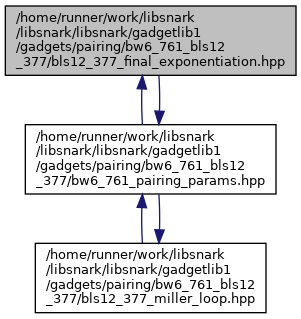 /home/runner/work/libsnark
/libsnark/libsnark/gadgetlib1
/gadgets/pairing/bw6_761_bls12
_377/bls12_377_final_exponentiation.hpp
/home/runner/work/libsnark
/libsnark/libsnark/gadgetlib1
/gadgets/pairing/bw6_761_bls12
_377/bw6_761_pairing_params.hpp
/home/runner/work/libsnark
/libsnark/libsnark/gadgetlib1
/gadgets/pairing/bw6_761_bls12
_377/bls12_377_miller_loop.hpp